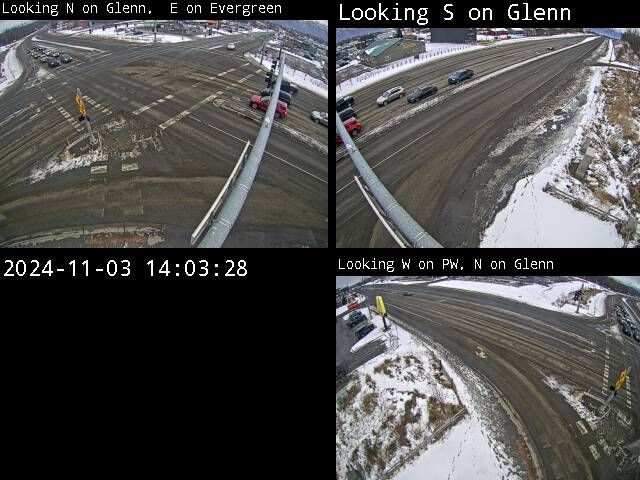 Looking N on Glenn,  E on Evergreen
Looking S on Glenn
2024-11-03 14:03:28
Looking W on PW, N on Glenn